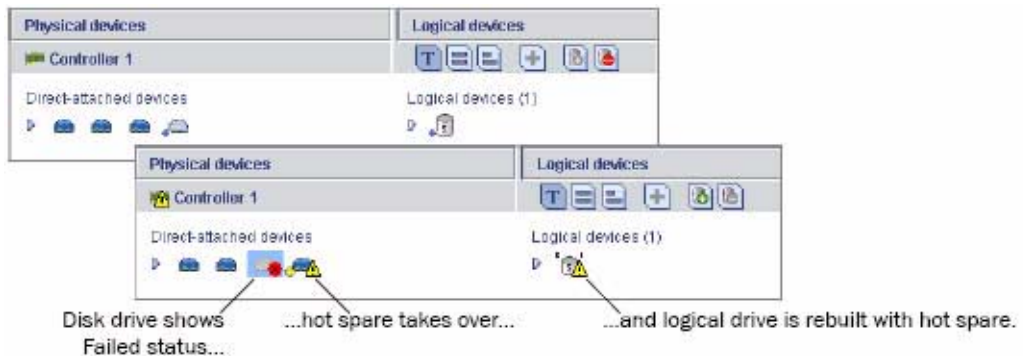 Physical devices
Logical devices
Controller 1
T
Direct-attached devices
Logical devices (1)
5
Physical devices
Logical devices
Controller 1
T
Direct-attached devices
Logical devices (1)
5
Disk drive shows
Failed status...
...hot spare takes over...
...and logical drive is rebuilt with hot spare.